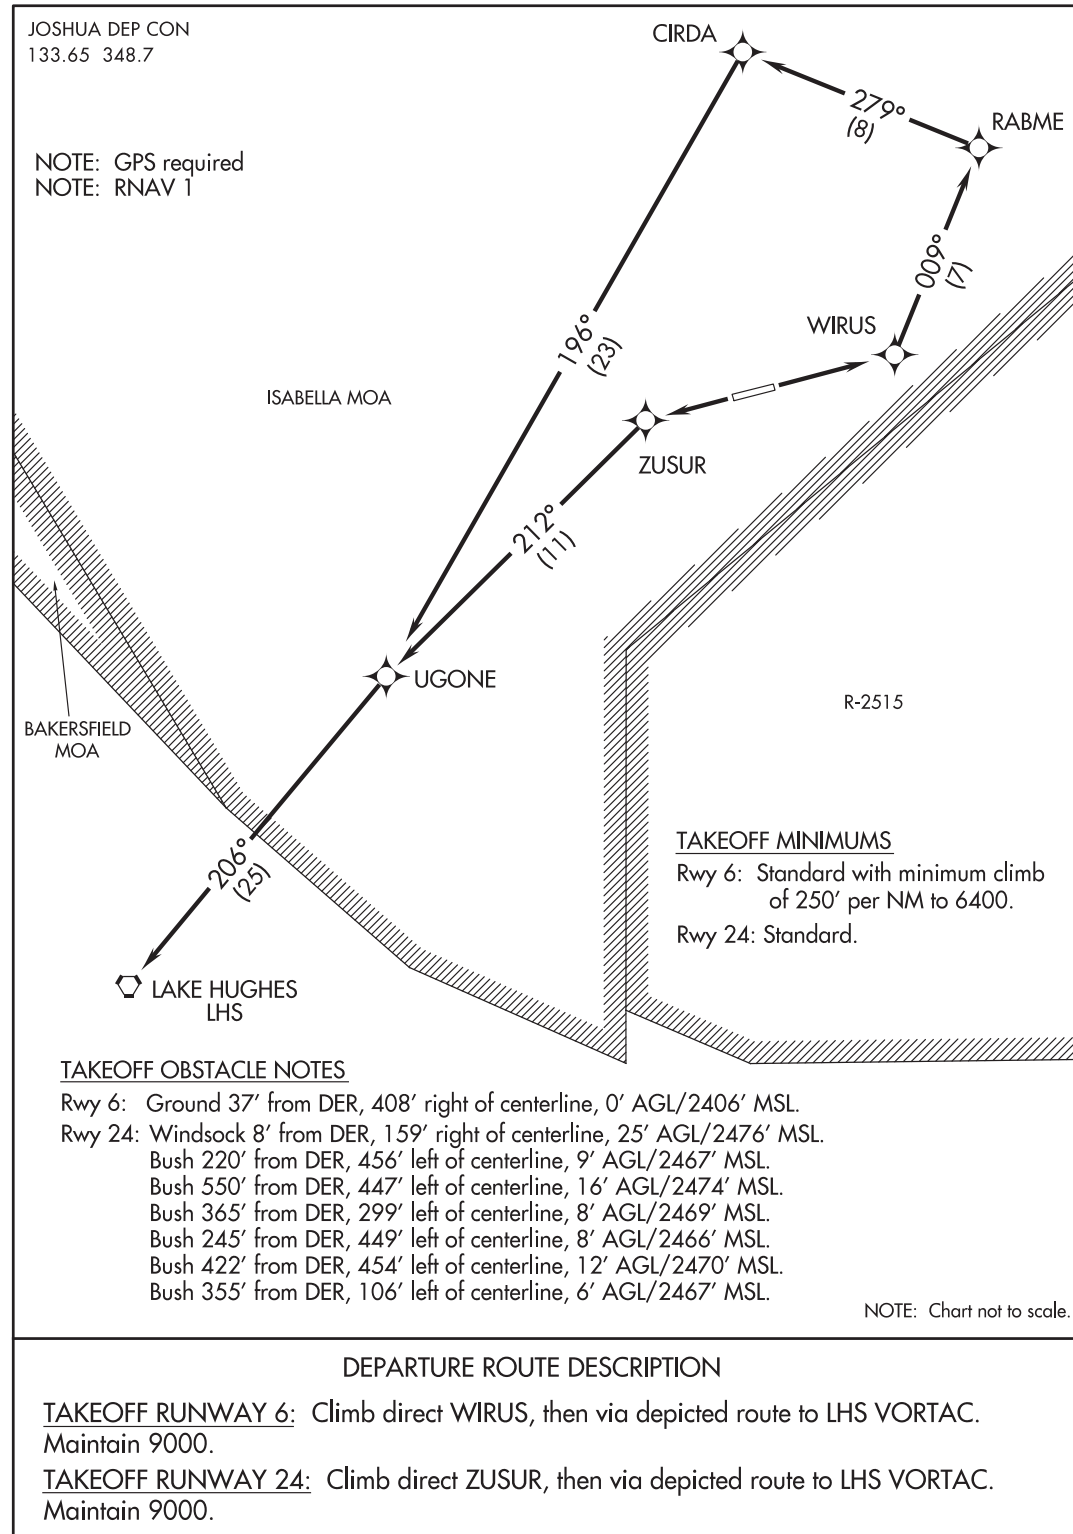 JOSHUA DEP CON
133.65 348.7
NOTE: GPS required
NOTE: RNAV 1
CIRDA
279°
(8)
RABME
009°
(7)
WIRUS
196°
(23)
ISABELLA MOA
ZUSUR
212°
(11)
UGONE
BAKERSFIELD
MOA
R-2515
206°
(25)
LAKE HUGHES
LHS
TAKEOFF MINIMUMS
Rwy 6: Standard with minimum climb
of 250' per NM to 6400.
Rwy 24: Standard.
TAKEOFF OBSTACLE NOTES
Rwy 6: Ground 37' from DER, 408' right of centerline, 0' AGL/2406' MSL.
Rwy 24: Windsock 8' from DER, 159' right of centerline, 25' AGL/2476' MSL.
Bush 220' from DER, 456' left of centerline, 9' AGL/2467' MSL.
Bush 550' from DER, 447' left of centerline, 16' AGL/2474' MSL.
Bush 365' from DER, 299' left of centerline, 8' AGL/2469' MSL.
Bush 245' from DER, 449' left of centerline, 8' AGL/2466' MSL.
Bush 422' from DER, 454' left of centerline, 12' AGL/2470' MSL.
Bush 355' from DER, 106' left of centerline, 6' AGL/2467' MSL.
NOTE: Chart not to scale.
DEPARTURE ROUTE DESCRIPTION
TAKEOFF RUNWAY 6: Climb direct WIRUS, then via depicted route to LHS VORTAC.
Maintain 9000.
TAKEOFF RUNWAY 24: Climb direct ZUSUR, then via depicted route to LHS VORTAC.
Maintain 9000.